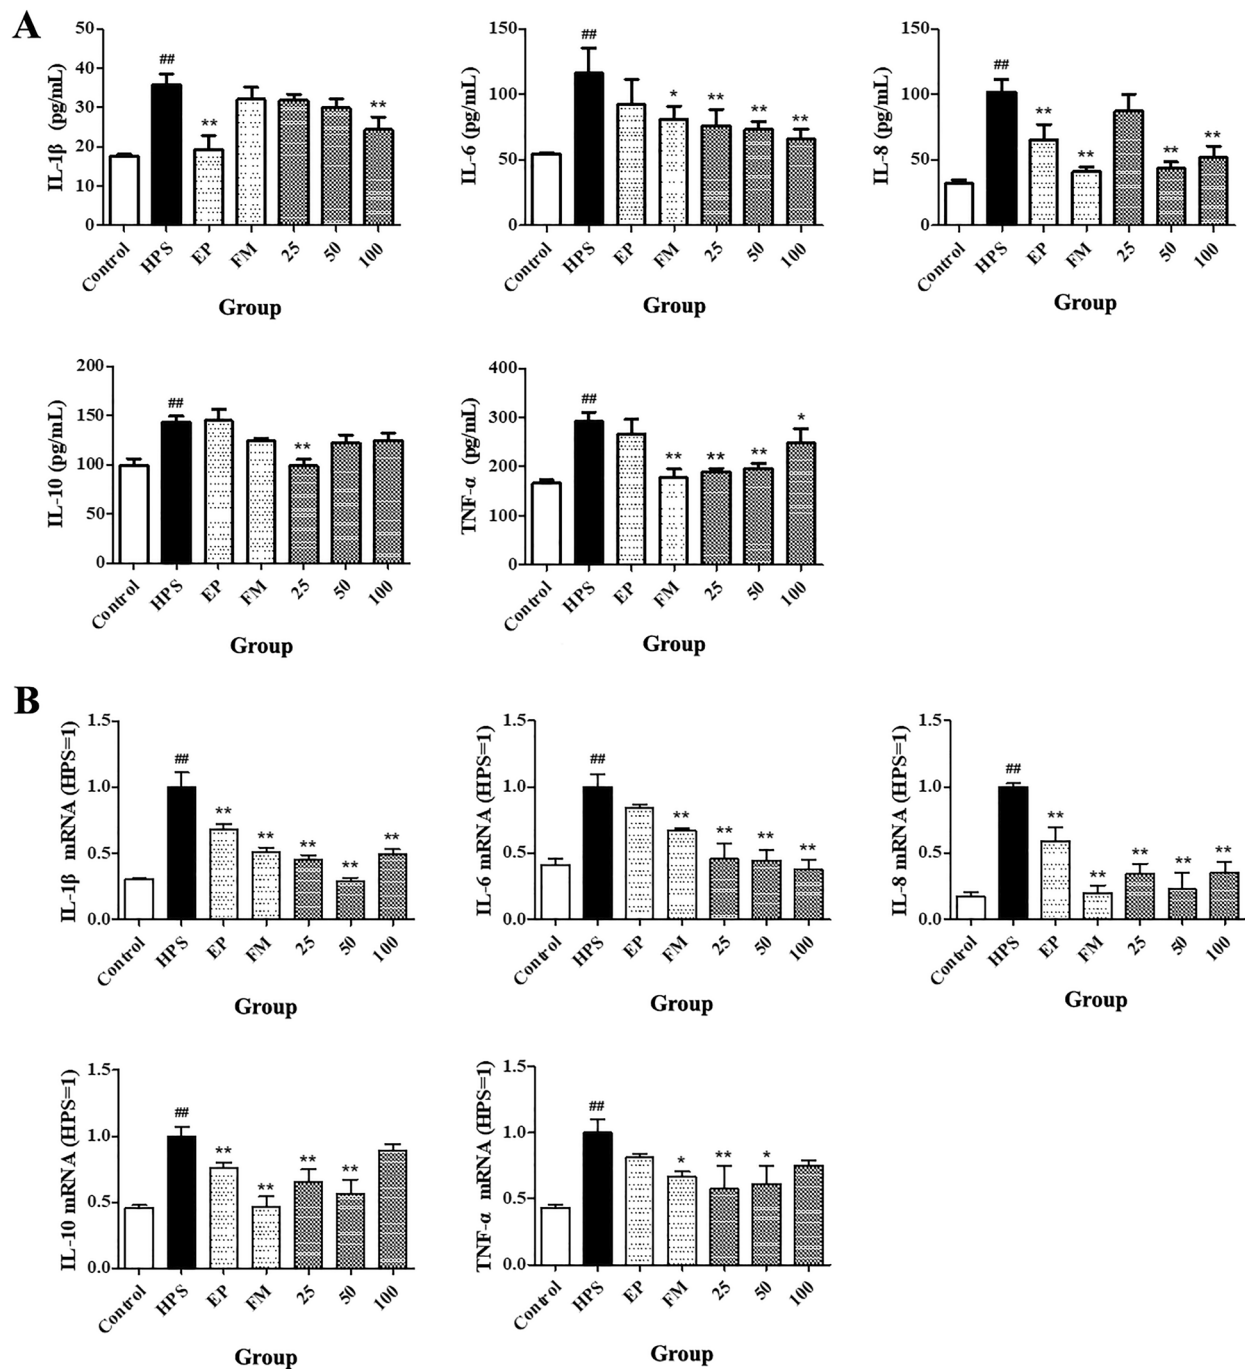 A
IL-1β (pg/mL)
50
40
30
20
10
0
##
**
**
Control
HPS
EP
FM
25
50
100
Group
IL-6 (pg/mL)
150
100
50
0
##
*
**
**
**
Control
HPS
EP
FM
25
50
100
Group
IL-8 (pg/mL)
150
100
50
0
##
**
**
**
**
Control
HPS
EP
FM
25
50
100
Group
IL-10 (pg/mL)
200
150
100
50
0
##
**
Control
HPS
EP
FM
25
50
100
Group
TNF-α (pg/mL)
400
300
200
100
0
##
**
**
**
*
Control
HPS
EP
FM
25
50
100
Group
B
IL-1β mRNA (HPS=1)
1.5
1.0
0.5
0.0
##
**
**
**
**
**
Control
HPS
EP
FM
25
50
100
Group
IL-6 mRNA (HPS=1)
1.5
1.0
0.5
0.0
##
**
**
**
**
Control
HPS
EP
FM
25
50
100
Group
IL-8 mRNA (HPS=1)
1.5
1.0
0.5
0.0
##
**
**
**
**
**
Control
HPS
EP
FM
25
50
100
Group
IL-10 mRNA (HPS=1)
1.5
1.0
0.5
0.0
##
**
**
**
**
Control
HPS
EP
FM
25
50
100
Group
TNF-α mRNA (HPS=1)
1.5
1.0
0.5
0.0
##
*
**
*
Control
HPS
EP
FM
25
50
100
Group